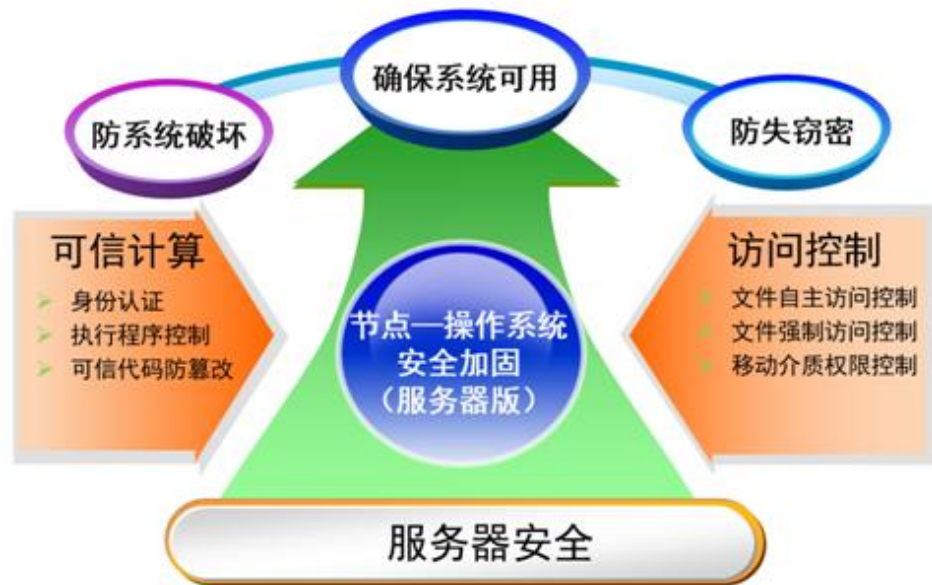 确保系统可用
防系统破坏
防失窃密
可信计算
身份认证
执行程序控制
可信代码防篡改
节点—操作系统
安全加固
（服务器版）
访问控制
文件自主访问控制
文件强制访问控制
移动介质权限控制
服务器安全